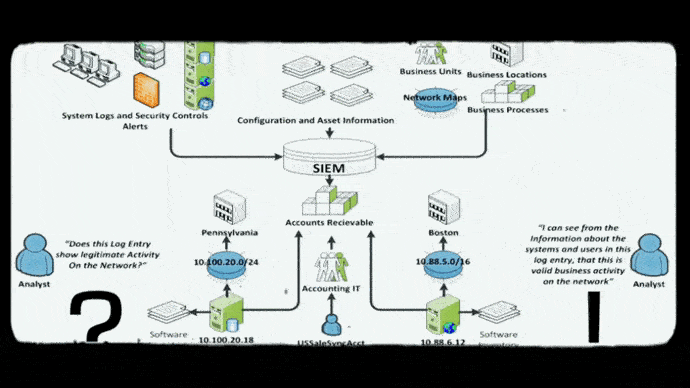 Business Units
Business Locations
System Logs and Security Controls
Alerts
Configuration and Asset Information
Network Maps
Business Processes
SIEM
Accounts Recievable
Pennsylvania
Boston
"Does this Log Entry
show legitimate Activity
On the Network?"
Analyst
10.100.20.0/24
10.88.5.0/16
"I can see from the
Information about the
systems and users in this
log entry, that this is
valid business activity
on the network"
Analyst
Accounting IT
?
!
Software
10.100.20.18
USSaleSyncAcct
10.88.6.12
Software
Inventory